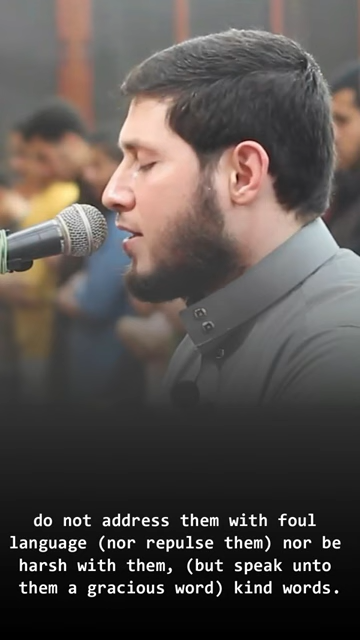 do not address them with foul
language (nor repulse them) nor be
harsh with them, (but speak unto
them a gracious word) kind words.